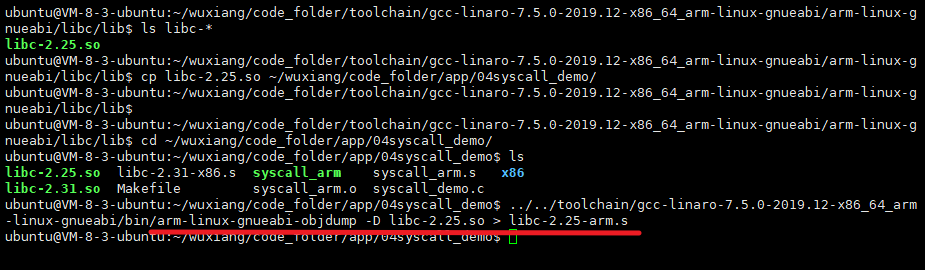 ubuntu@VM-8-3-ubuntu:~/wuxiang/code_folder/toolchain/gcc-linaro-7.5.0-2019.12-x86_64_arm-linux-gnueabi/arm-linux-g
nueabi/libc/lib$ ls libc-*
libc-2.25.so
ubuntu@VM-8-3-ubuntu:~/wuxiang/code_folder/toolchain/gcc-linaro-7.5.0-2019.12-x86_64_arm-linux-gnueabi/arm-linux-g
nueabi/libc/lib$ cp libc-2.25.so ~/wuxiang/code_folder/app/04syscall_demo/
ubuntu@VM-8-3-ubuntu:~/wuxiang/code_folder/toolchain/gcc-linaro-7.5.0-2019.12-x86_64_arm-linux-gnueabi/arm-linux-g
nueabi/libc/lib$
ubuntu@VM-8-3-ubuntu:~/wuxiang/code_folder/toolchain/gcc-linaro-7.5.0-2019.12-x86_64_arm-linux-gnueabi/arm-linux-g
nueabi/libc/lib$ cd ~/wuxiang/code_folder/app/04syscall_demo/
ubuntu@VM-8-3-ubuntu:~/wuxiang/code_folder/app/04syscall_demo$ ls
libc-2.25.so libc-2.31-x86.s syscall_arm syscall_arm.s x86
libc-2.31.so Makefile syscall_arm.o syscall_demo.c
ubuntu@VM-8-3-ubuntu:~/wuxiang/code_folder/app/04syscall_demo$ ../../toolchain/gcc-linaro-7.5.0-2019.12-x86_64_arm
-linux-gnueabi/bin/arm-linux-gnueabi-objdump -D libc-2.25.so > libc-2.25-arm.s
ubuntu@VM-8-3-ubuntu:~/wuxiang/code_folder/app/04syscall_demo$